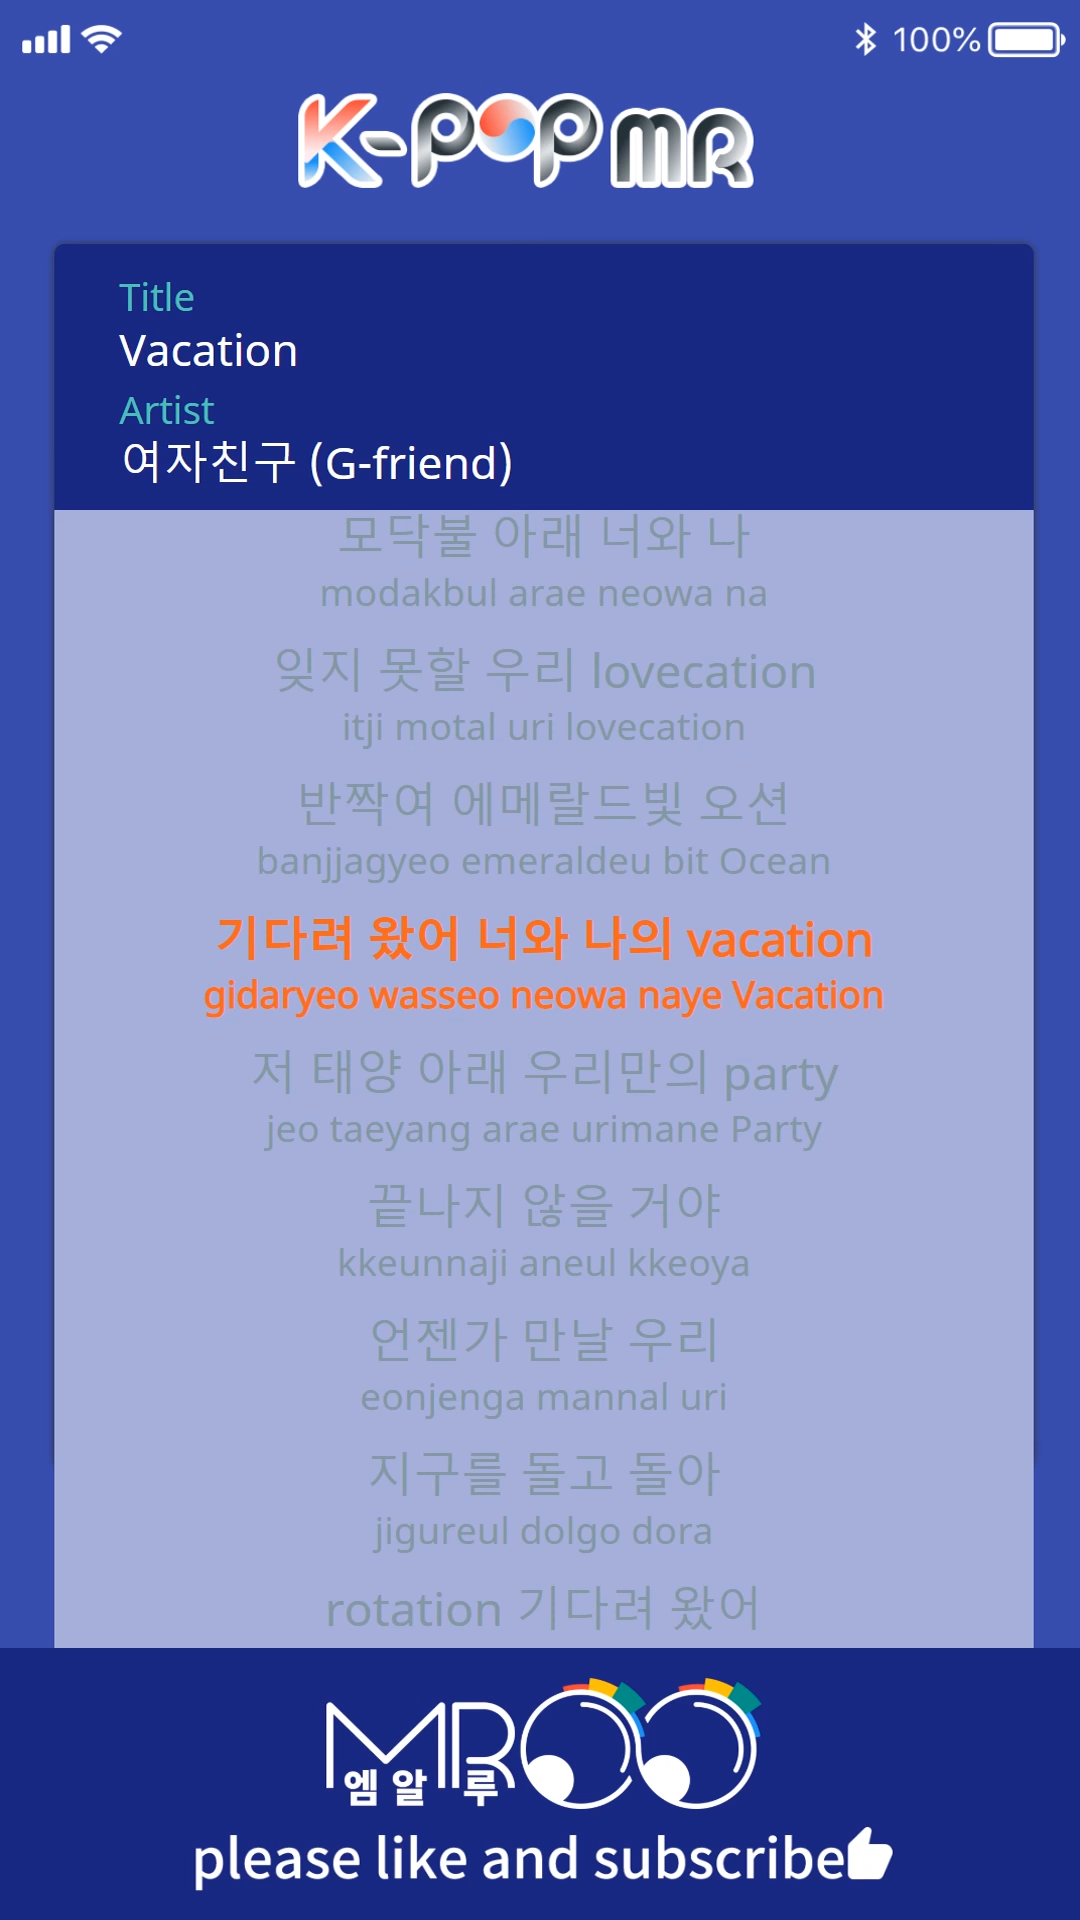 100%
K-POP MR
Title
Vacation
Artist
여자친구 (G-friend)
모닥불 아래 너와 나
modakbul arae neowa na
잊지 못할 우리 lovecation
itji motal uri lovecation
반짝여 에메랄드빛 오션
banjjagyeo emeraldeu bit Ocean
기다려 왔어 너와 나의 vacation
gidaryeo wasseo neowa naye Vacation
저 태양 아래 우리만의 party
jeo taeyang arae urimane Party
끝나지 않을 거야
kkeunnaji aneul kkeoya
언젠가 만날 우리
eonjenga mannal uri
지구를 돌고 돌아
jigureul dolgo dora
rotation 기다려 왔어
MROO
엠알루
please like and subscribe